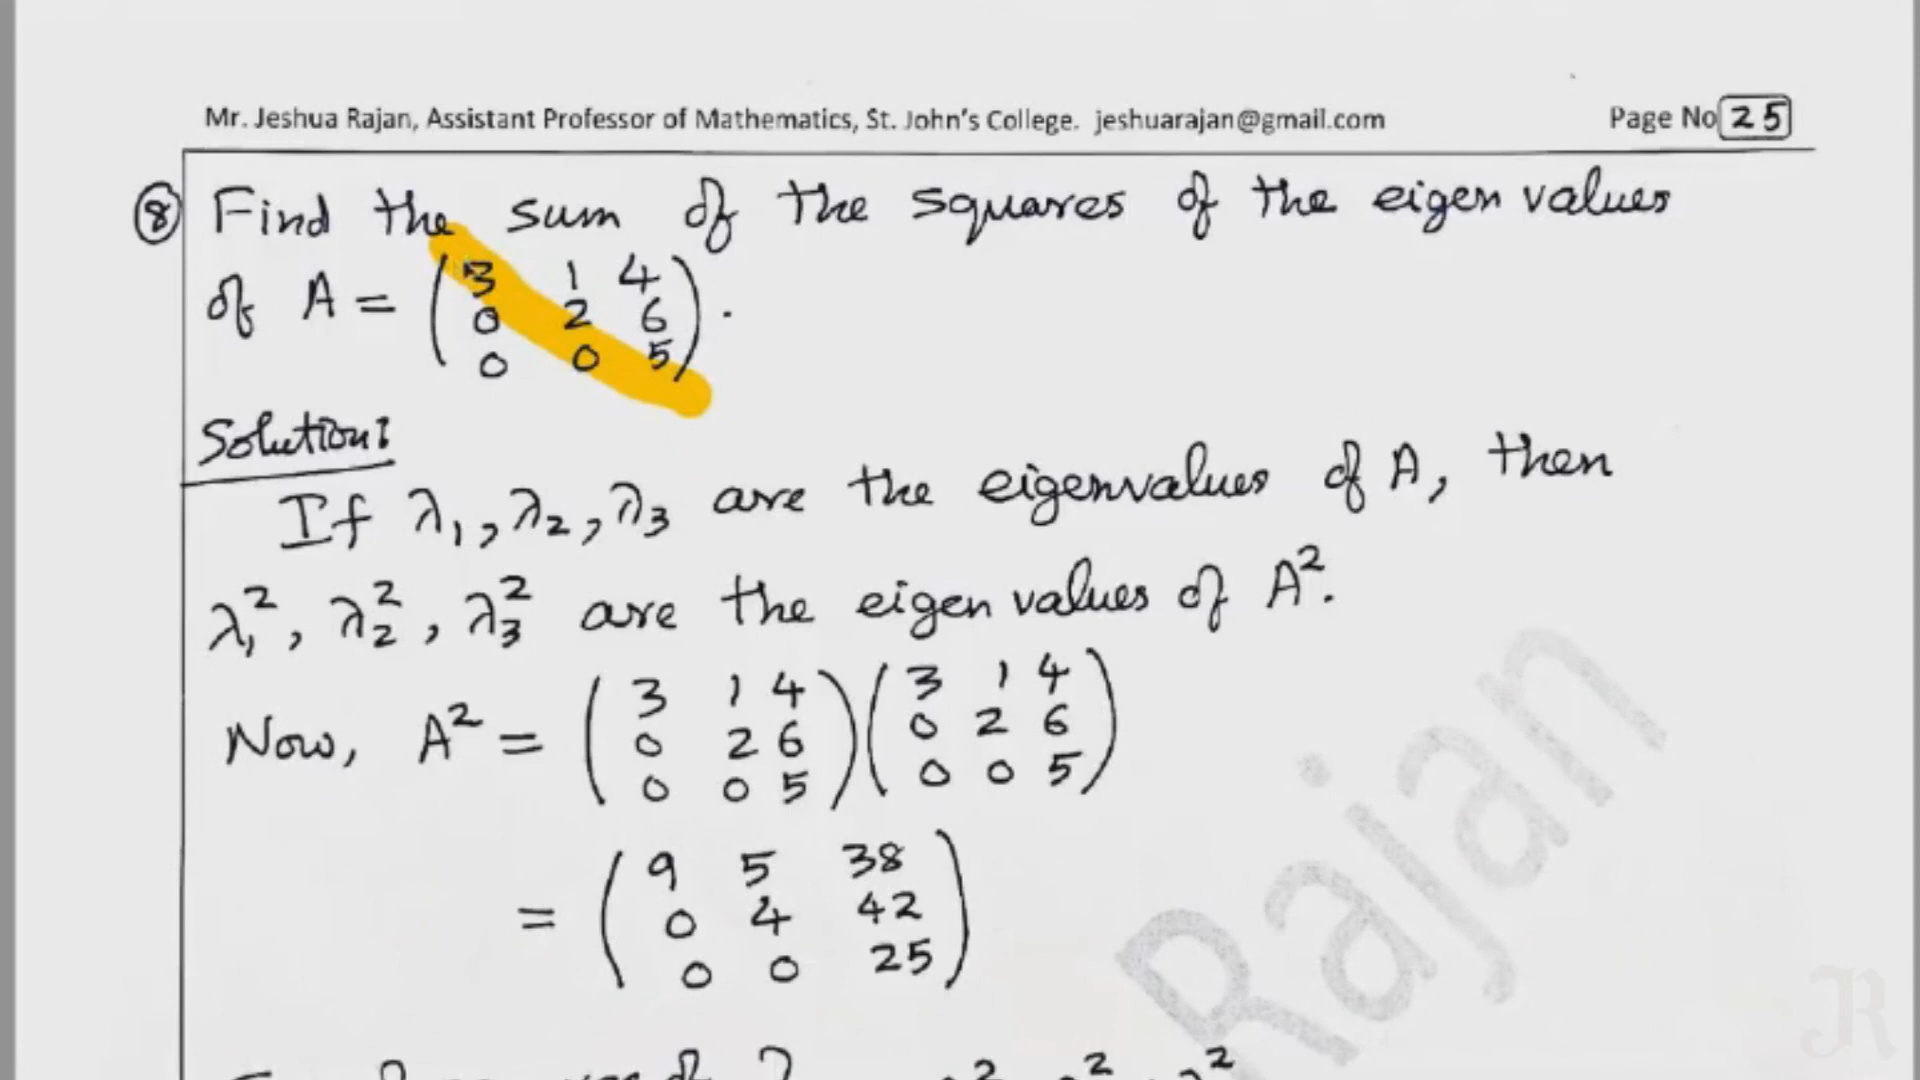 Mr. Jeshua Rajan, Assistant Professor of Mathematics, St. John's College. jeshuarajan@gmail.com Page No 25
⑧ Find the sum of the squares of the eigen values
of A = ( 3 1 4
0 2 6
0 0 5 ) .
Solution:
If λ₁, λ₂, λ₃ are the eigenvalues of A, then
λ₁², λ₂², λ₃² are the eigen values of A².
Now, A² = ( 3 1 4 ) ( 3 1 4 )
0 2 6 0 2 6
0 0 5 0 0 5
= ( 9 5 38
0 4 42
0 0 25 )
Rajan
JR